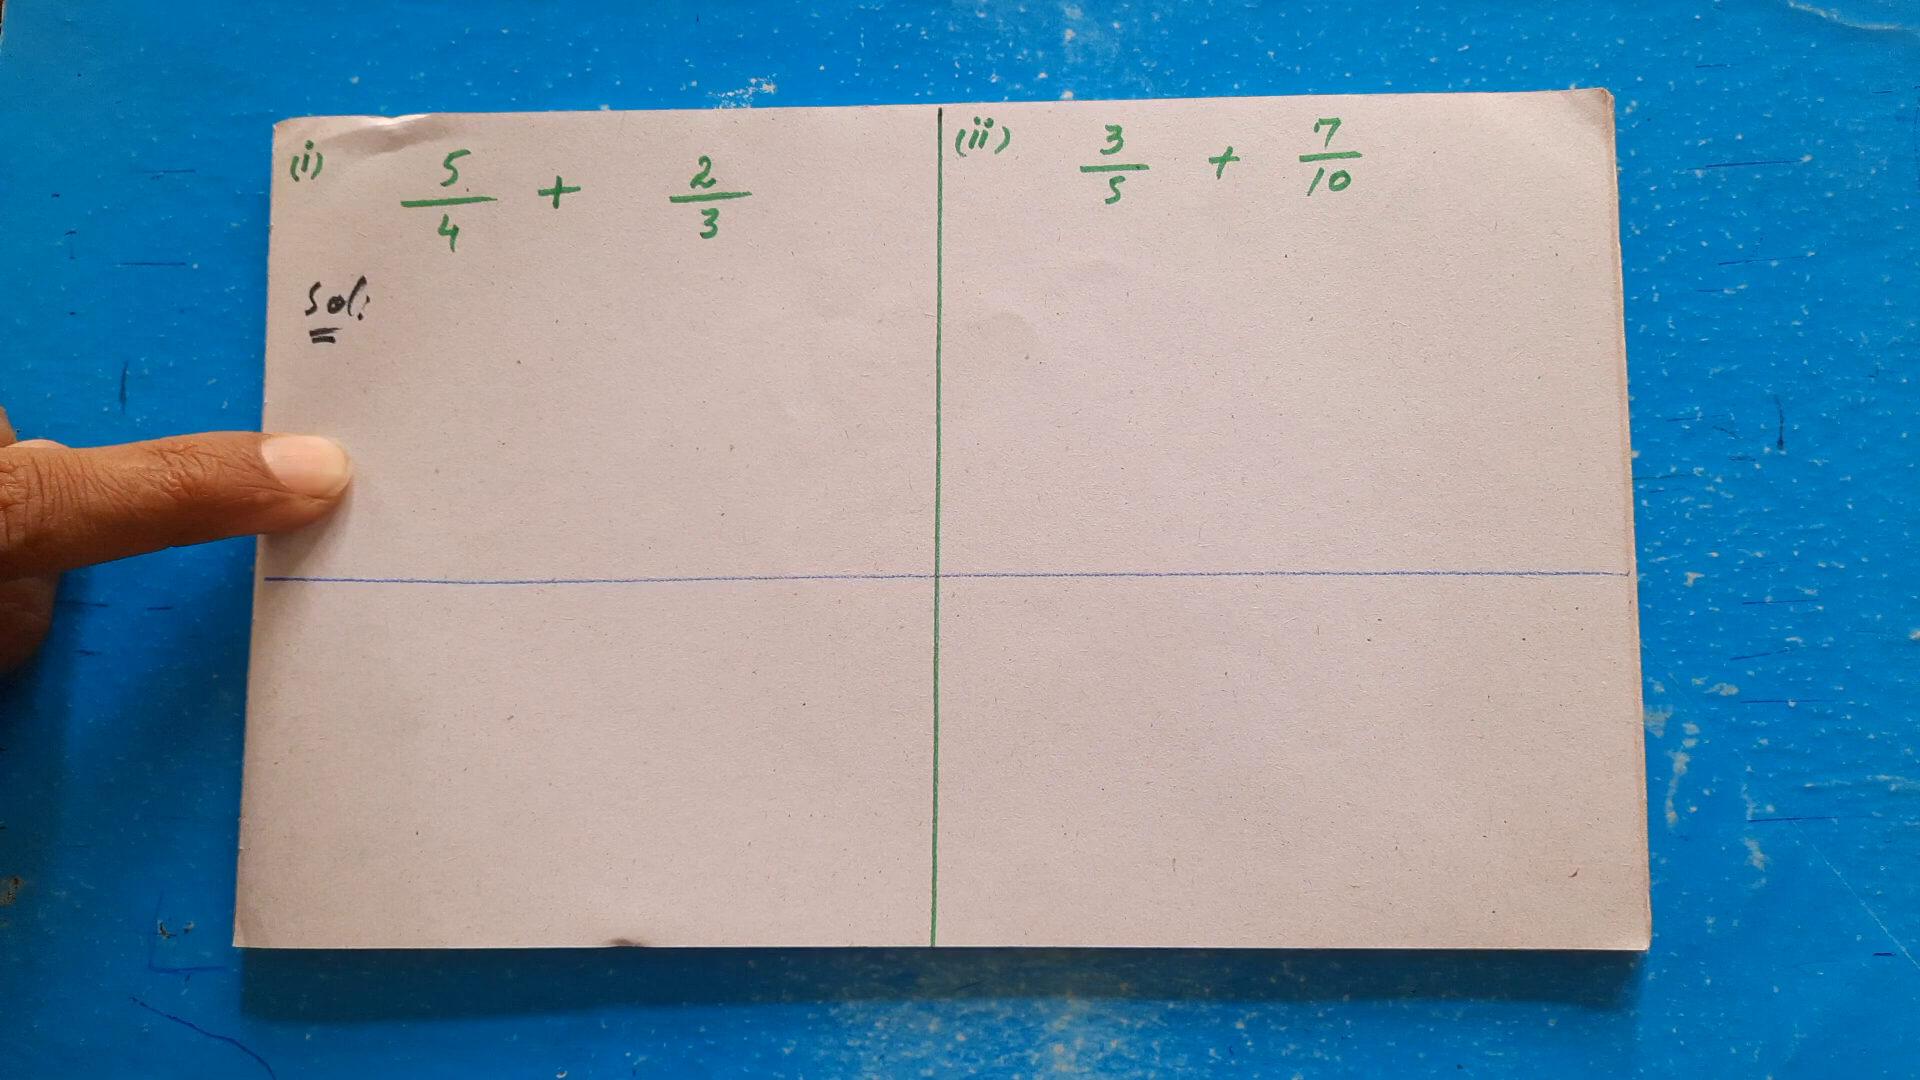 (i) 5/4 + 2/3
Sol:
(ii) 3/5 + 7/10